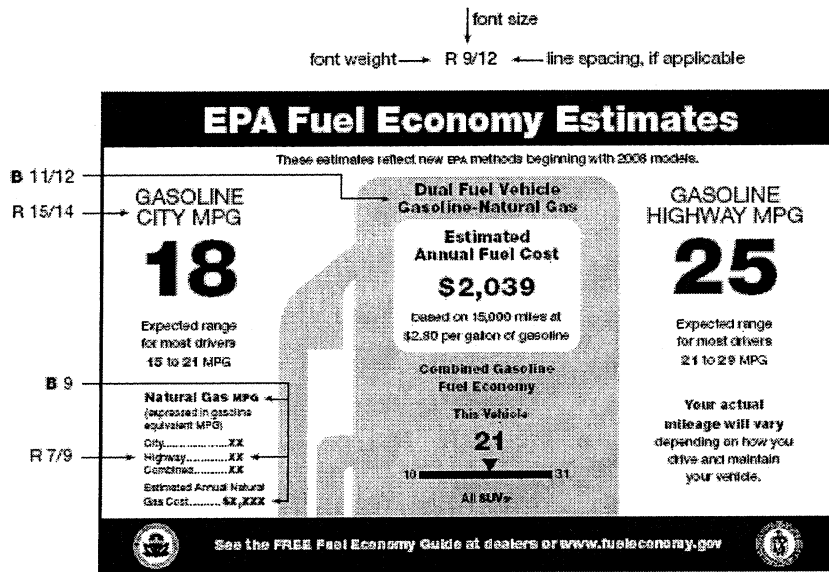 font size
font weight R 9/12 line spacing, if applicable
EPA Fuel Economy Estimates
These estimates reflect new EPA methods beginning with 2008 models.
B 11/12
R 15/14
GASOLINE
CITY MPG
18
Expected range
for most drivers
15 to 21 MPG
B 9
Natural Gas MPG
(expressed in gasoline
equivalent MPG)
City..................XX
R 7/9
Highway...........XX
Combined.........XX
Estimated Annual Natural
Gas Cost......... $X,XXX
Dual Fuel Vehicle
Gasoline-Natural Gas
Estimated
Annual Fuel Cost
$2,039
based on 15,000 miles at
$2.80 per gallon of gasoline
Combined Gasoline
Fuel Economy
This Vehicle
21
10 31
All SUVs
GASOLINE
HIGHWAY MPG
25
Expected range
for most drivers
21 to 29 MPG
Your actual
mileage will vary
depending on how you
drive and maintain
your vehicle.
See the FREE Fuel Economy Guide at dealers or www.fueleconomy.gov